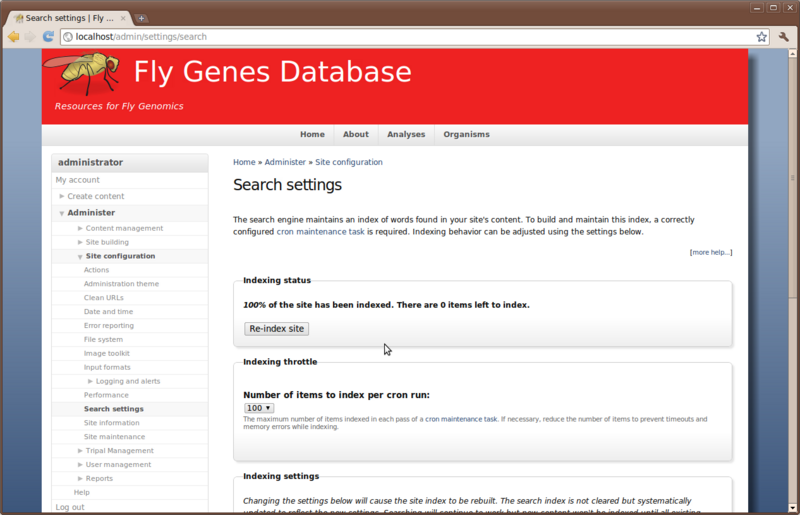 Search settings | Fly ...
localhost/admin/settings/search
Fly Genes Database
Resources for Fly Genomics
Home About Analyses Organisms
administrator
My account
Create content
Administer
Content management
Site building
Site configuration
Actions
Administration theme
Clean URLs
Date and time
Error reporting
File system
Image toolkit
Input formats
Logging and alerts
Performance
Search settings
Site information
Site maintenance
Tripal Management
User management
Reports
Help
Log out
Home » Administer » Site configuration
Search settings
The search engine maintains an index of words found in your site's content. To build and maintain this index, a correctly
configured cron maintenance task is required. Indexing behavior can be adjusted using the settings below.
[more help...]
Indexing status
100% of the site has been indexed. There are 0 items left to index.
Re-index site
Indexing throttle
Number of items to index per cron run:
100
The maximum number of items indexed in each pass of a cron maintenance task. If necessary, reduce the number of items to prevent timeouts and
memory errors while indexing.
Indexing settings
Changing the settings below will cause the site index to be rebuilt. The search index is not cleared but systematically
updated to reflect the new settings. Searching will continue to work but new content won't be indexed until all existing